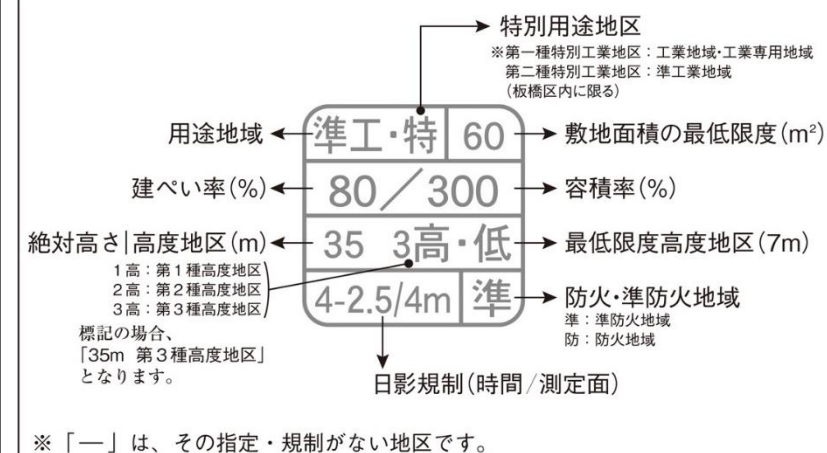 特別用途地区
※第一種特別工業地区：工業地域・工業専用地域
第二種特別工業地区：準工業地域
(板橋区内に限る)
用途地域
準工・特
60
敷地面積の最低限度(m²)
建ぺい率(%)
80／300
容積率(%)
絶対高さ|高度地区(m)
35 3高・低
最低限度高度地区(7m)
1高：第1種高度地区
2高：第2種高度地区
3高：第3種高度地区
標記の場合、
「35m 第3種高度地区」
となります。
4-2.5/4m
準
防火・準防火地域
準：準防火地域
防：防火地域
日影規制(時間/測定面)
※「―」は、その指定・規制がない地区です。